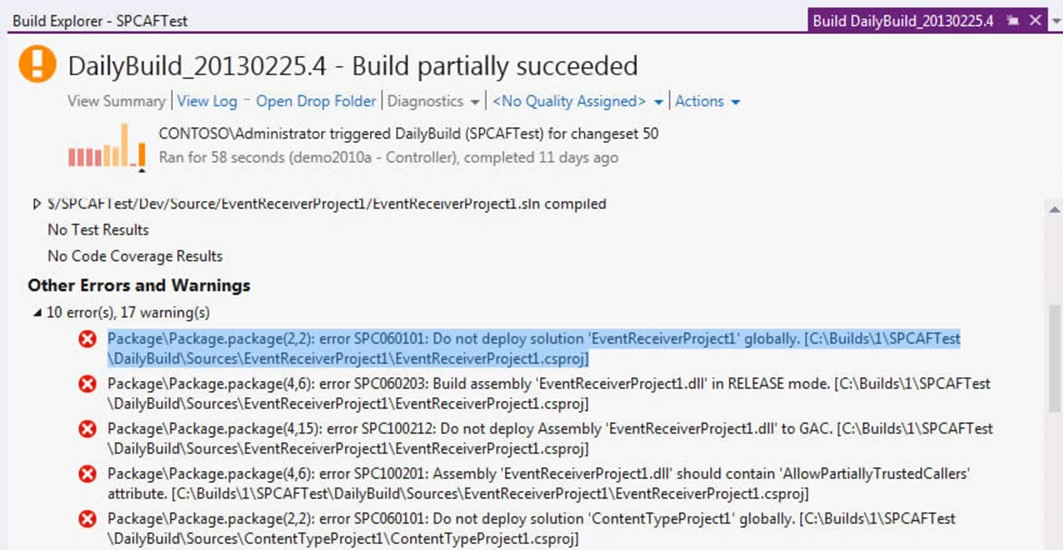 Build Explorer - SPCAFTest
Build DailyBuild_20130225.4
DailyBuild_20130225.4 - Build partially succeeded
View Summary | View Log - Open Drop Folder | Diagnostics | <No Quality Assigned> | Actions
CONTOSO\Administrator triggered DailyBuild (SPCAFTest) for changeset 50
Ran for 58 seconds (demo2010a - Controller), completed 11 days ago
$/SPCAFTest/Dev/Source/EventReceiverProject1/EventReceiverProject1.sln compiled
No Test Results
No Code Coverage Results
Other Errors and Warnings
10 error(s), 17 warning(s)
Package\Package.package(2,2): error SPC060101: Do not deploy solution 'EventReceiverProject1' globally. [C:\Builds\1\SPCAFTest
\DailyBuild\Sources\EventReceiverProject1\EventReceiverProject1.csproj]
Package\Package.package(4,6): error SPC060203: Build assembly 'EventReceiverProject1.dll' in RELEASE mode. [C:\Builds\1\SPCAFTest
\DailyBuild\Sources\EventReceiverProject1\EventReceiverProject1.csproj]
Package\Package.package(4,15): error SPC100212: Do not deploy Assembly 'EventReceiverProject1.dll' to GAC. [C:\Builds\1\SPCAFTest
\DailyBuild\Sources\EventReceiverProject1\EventReceiverProject1.csproj]
Package\Package.package(4,6): error SPC100201: Assembly 'EventReceiverProject1.dll' should contain 'AllowPartiallyTrustedCallers'
attribute. [C:\Builds\1\SPCAFTest\DailyBuild\Sources\EventReceiverProject1\EventReceiverProject1.csproj]
Package\Package.package(2,2): error SPC060101: Do not deploy solution 'ContentTypeProject1' globally. [C:\Builds\1\SPCAFTest
\DailyBuild\Sources\ContentTypeProject1\ContentTypeProject1.csproj]